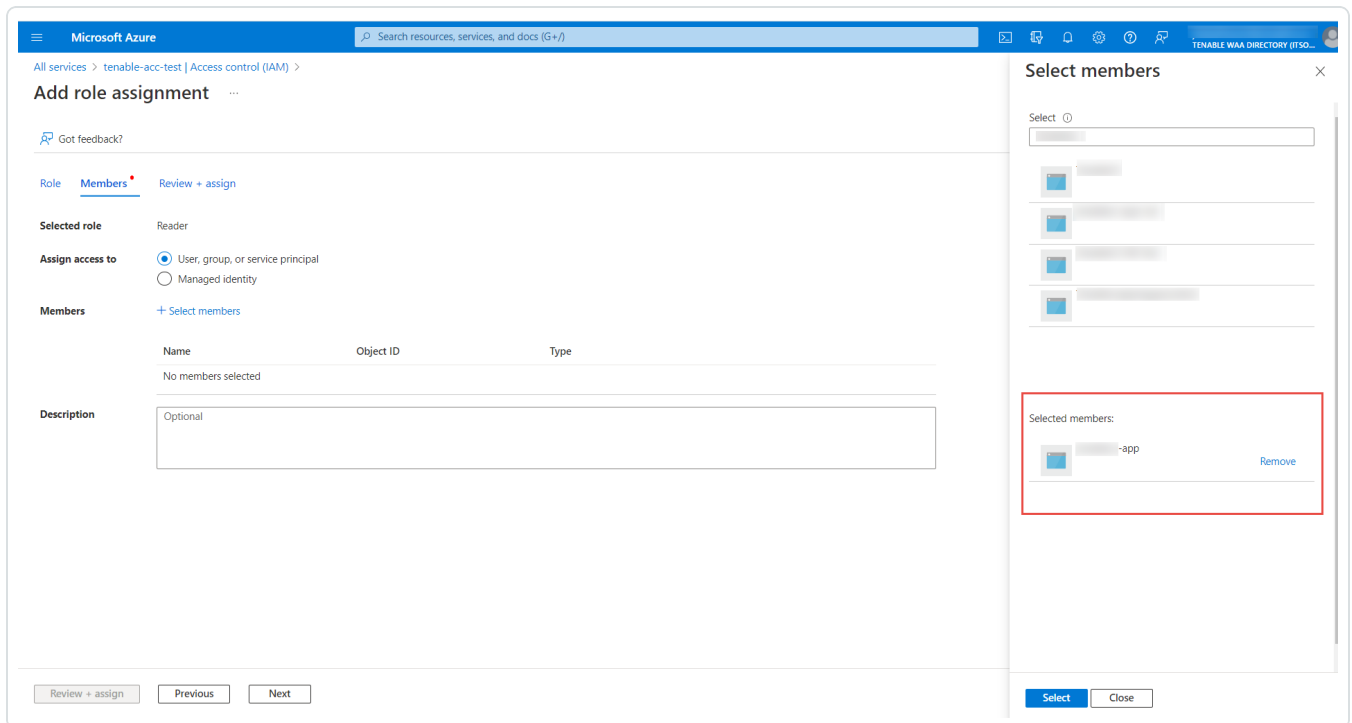 Microsoft Azure
Search resources, services, and docs (G+/)
TENABLE WAA DIRECTORY (ITSO...
All services > tenable-acc-test | Access control (IAM) >
Add role assignment ...
Got feedback?
Role Members Review + assign
Selected role Reader
Assign access to User, group, or service principal
Managed identity
Members + Select members
Name Object ID Type
No members selected
Description Optional
Review + assign Previous Next
Select members
Select
Selected members:
-app
Remove
Select Close